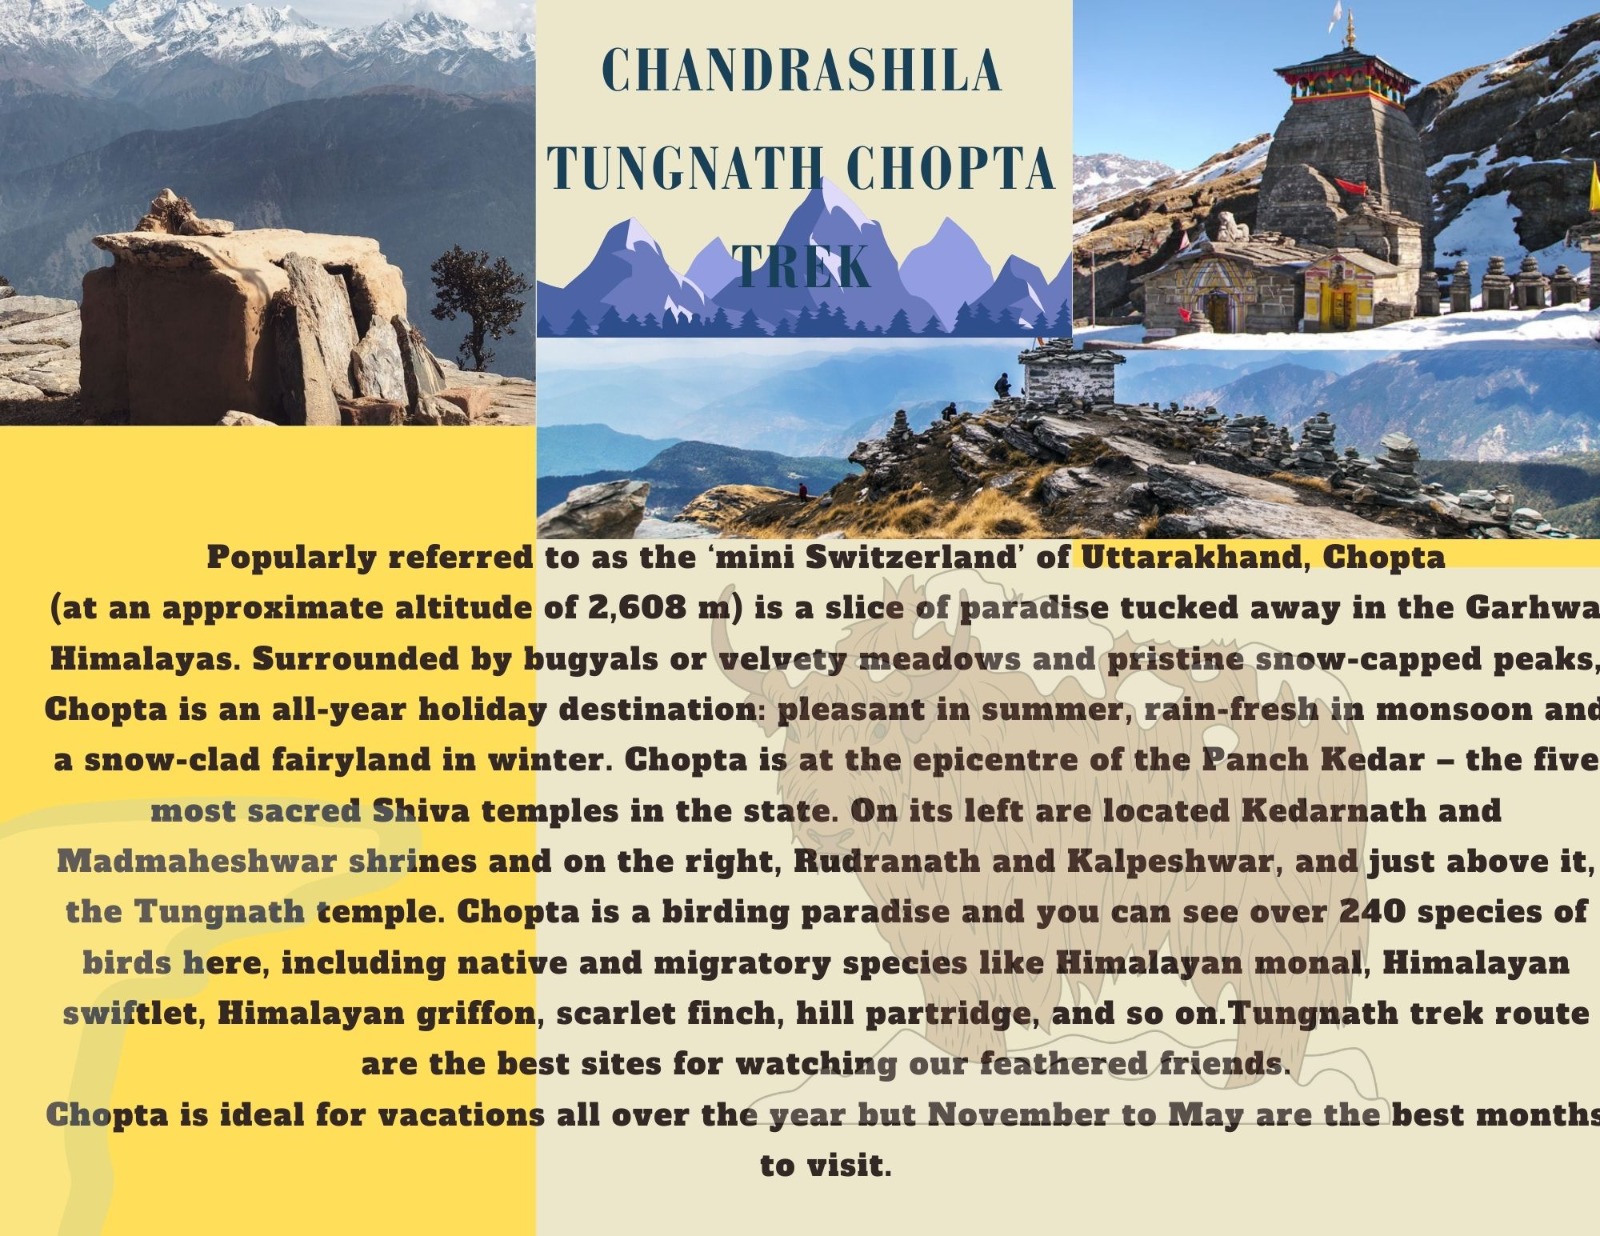 CHANDRASHILA
TUNGNATH CHOPTA
TREK
Popularly referred to as the ‘mini Switzerland’ of Uttarakhand, Chopta
(at an approximate altitude of 2,608 m) is a slice of paradise tucked away in the Garhwa
Himalayas. Surrounded by bugyals or velvety meadows and pristine snow-capped peaks,
Chopta is an all-year holiday destination: pleasant in summer, rain-fresh in monsoon and
a snow-clad fairyland in winter. Chopta is at the epicentre of the Panch Kedar – the five
most sacred Shiva temples in the state. On its left are located Kedarnath and
Madmaheshwar shrines and on the right, Rudranath and Kalpeshwar, and just above it,
the Tungnath temple. Chopta is a birding paradise and you can see over 240 species of
birds here, including native and migratory species like Himalayan monal, Himalayan
swiftlet, Himalayan griffon, scarlet finch, hill partridge, and so on.Tungnath trek route
are the best sites for watching our feathered friends.
Chopta is ideal for vacations all over the year but November to May are the best months
to visit.